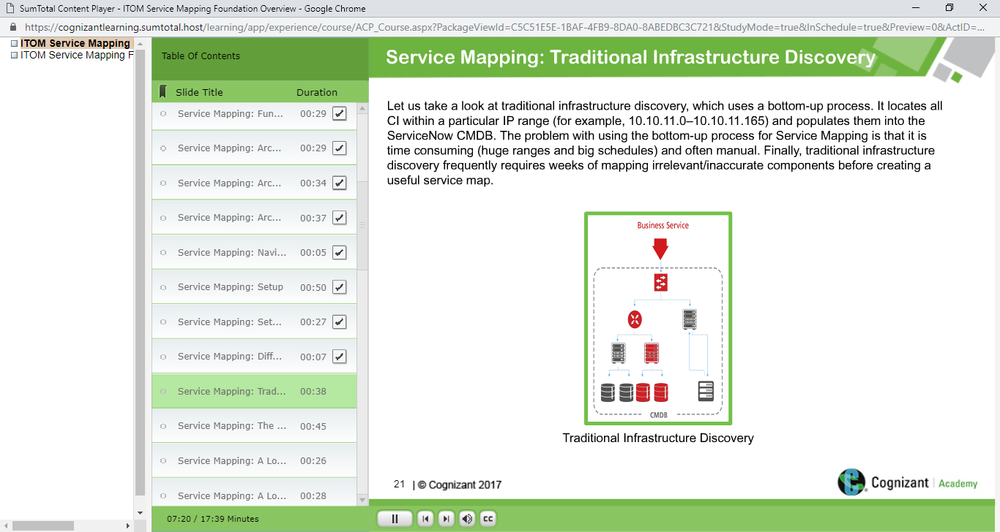 SumTotal Content Player - ITOM Service Mapping Foundation Overview - Google Chrome
https://cognizantlearning.sumtotal.host/learning/app/experience/course/ACP_Course.aspx?PackageViewId=C5C51E5E-1BAF-4FB9-8DA0-8ABEDBC3C721&StudyMode=true&InSchedule=true&Preview=0&ActID=...
ITOM Service Mapping
ITOM Service Mapping F
Table Of Contents
Slide Title Duration
Service Mapping: Fun... 00:29
Service Mapping: Arc... 00:29
Service Mapping: Arc... 00:34
Service Mapping: Arc... 00:37
Service Mapping: Navi... 00:05
Service Mapping: Setup 00:50
Service Mapping: Set... 00:27
Service Mapping: Diff... 00:07
Service Mapping: Trad... 00:38
Service Mapping: The ... 00:45
Service Mapping: A Lo... 00:26
Service Mapping: A Lo... 00:28
07:20 / 17:39 Minutes
Service Mapping: Traditional Infrastructure Discovery
Let us take a look at traditional infrastructure discovery, which uses a bottom-up process. It locates all
CI within a particular IP range (for example, 10.10.11.0–10.10.11.165) and populates them into the
ServiceNow CMDB. The problem with using the bottom-up process for Service Mapping is that it is
time consuming (huge ranges and big schedules) and often manual. Finally, traditional infrastructure
discovery frequently requires weeks of mapping irrelevant/inaccurate components before creating a
useful service map.
Business Service
CMDB
Traditional Infrastructure Discovery
21 | © Cognizant 2017
Cognizant | Academy
CC